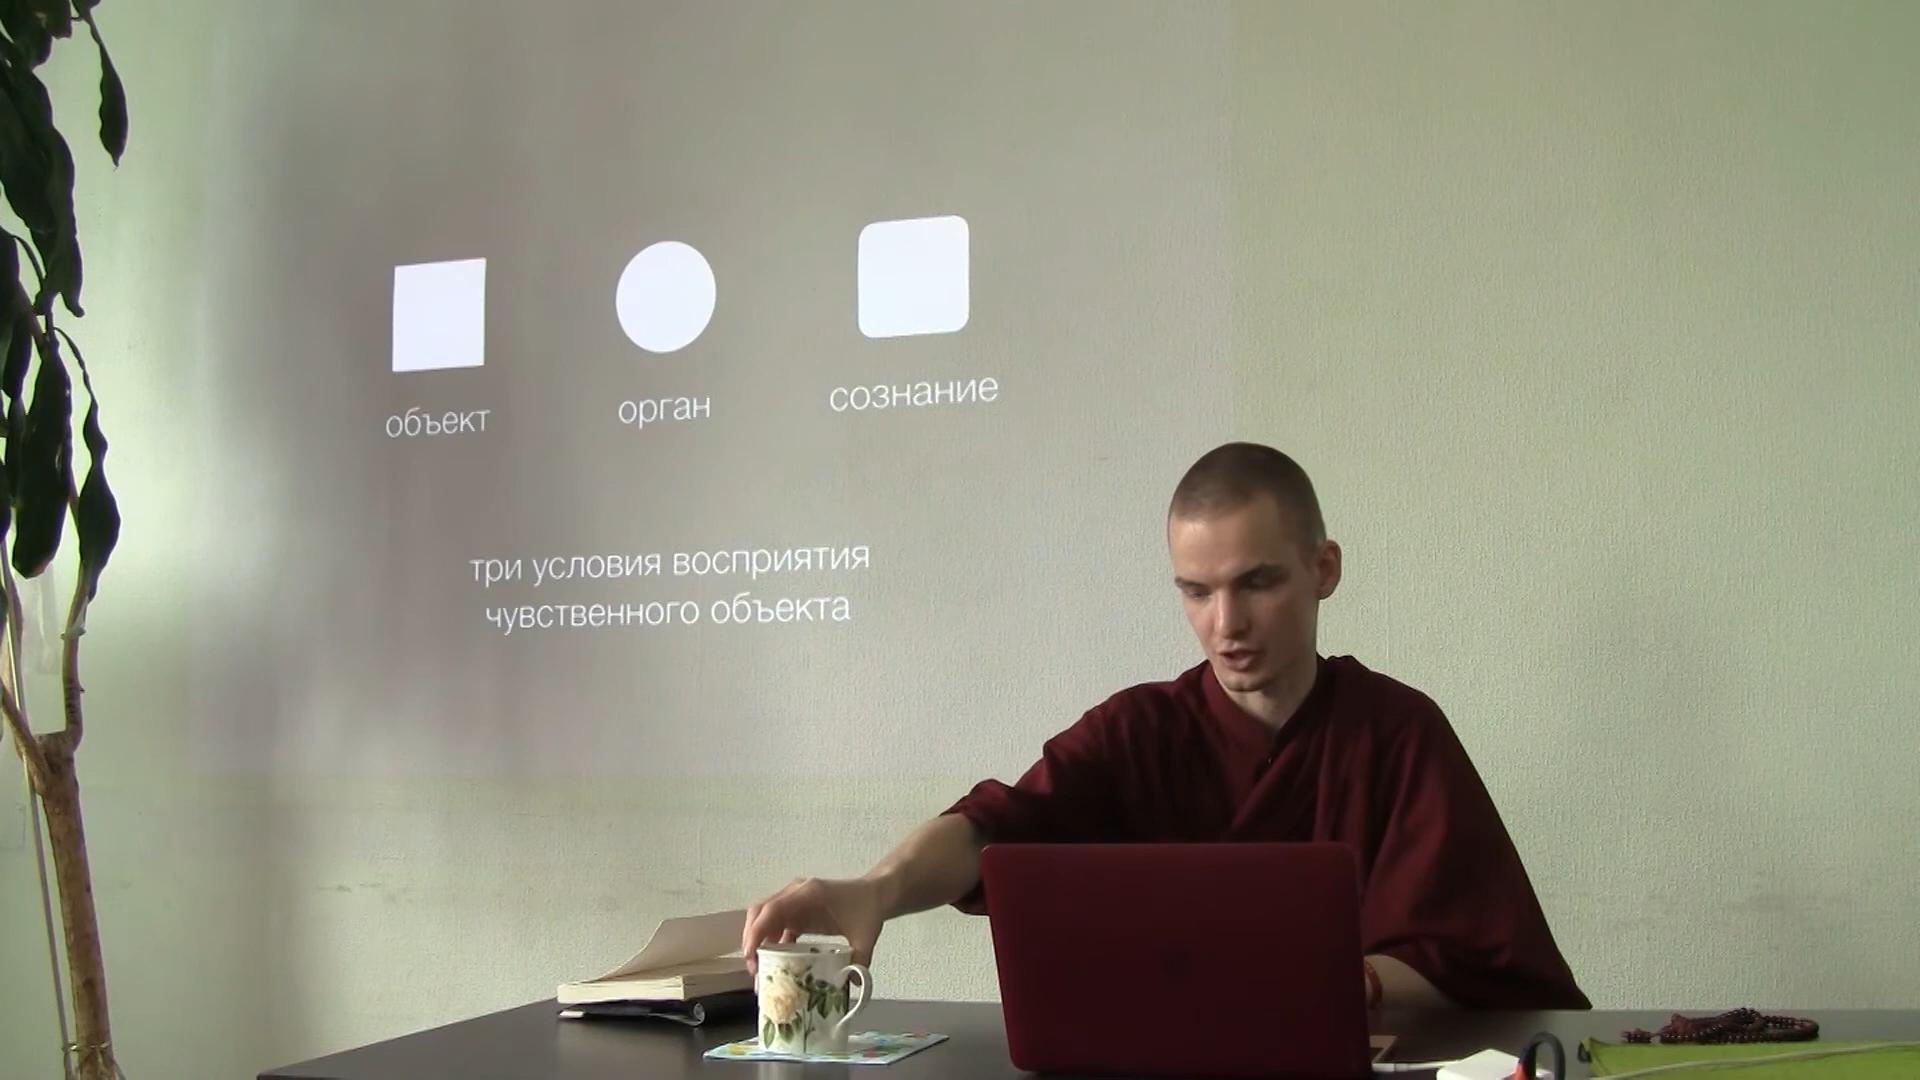 объект
орган
сознание
три условия восприятия
чувственного объекта